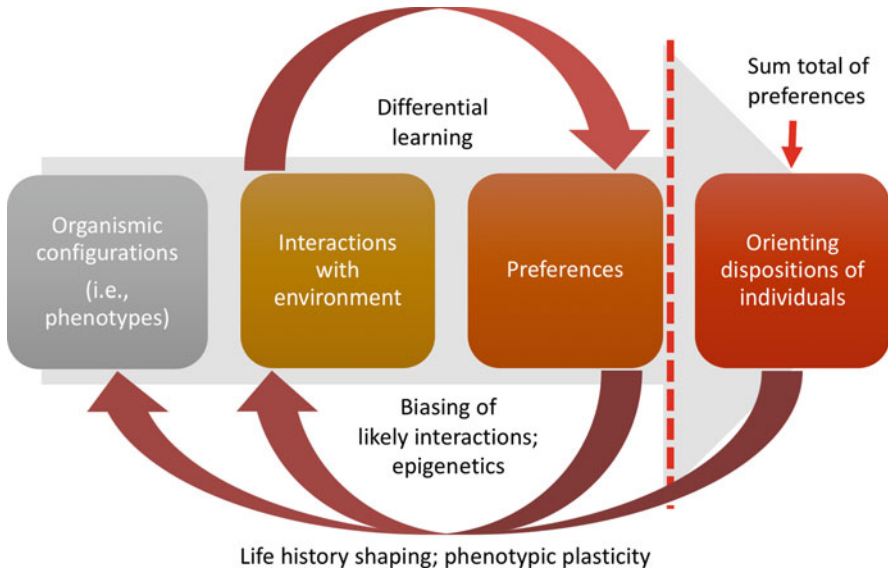 Differential
learning
Sum total of
preferences
Organismic
configurations
(i.e.,
phenotypes)
Interactions
with
environment
Preferences
Orienting
dispositions of
individuals
Biasing of
likely interactions;
epigenetics
Life history shaping; phenotypic plasticity